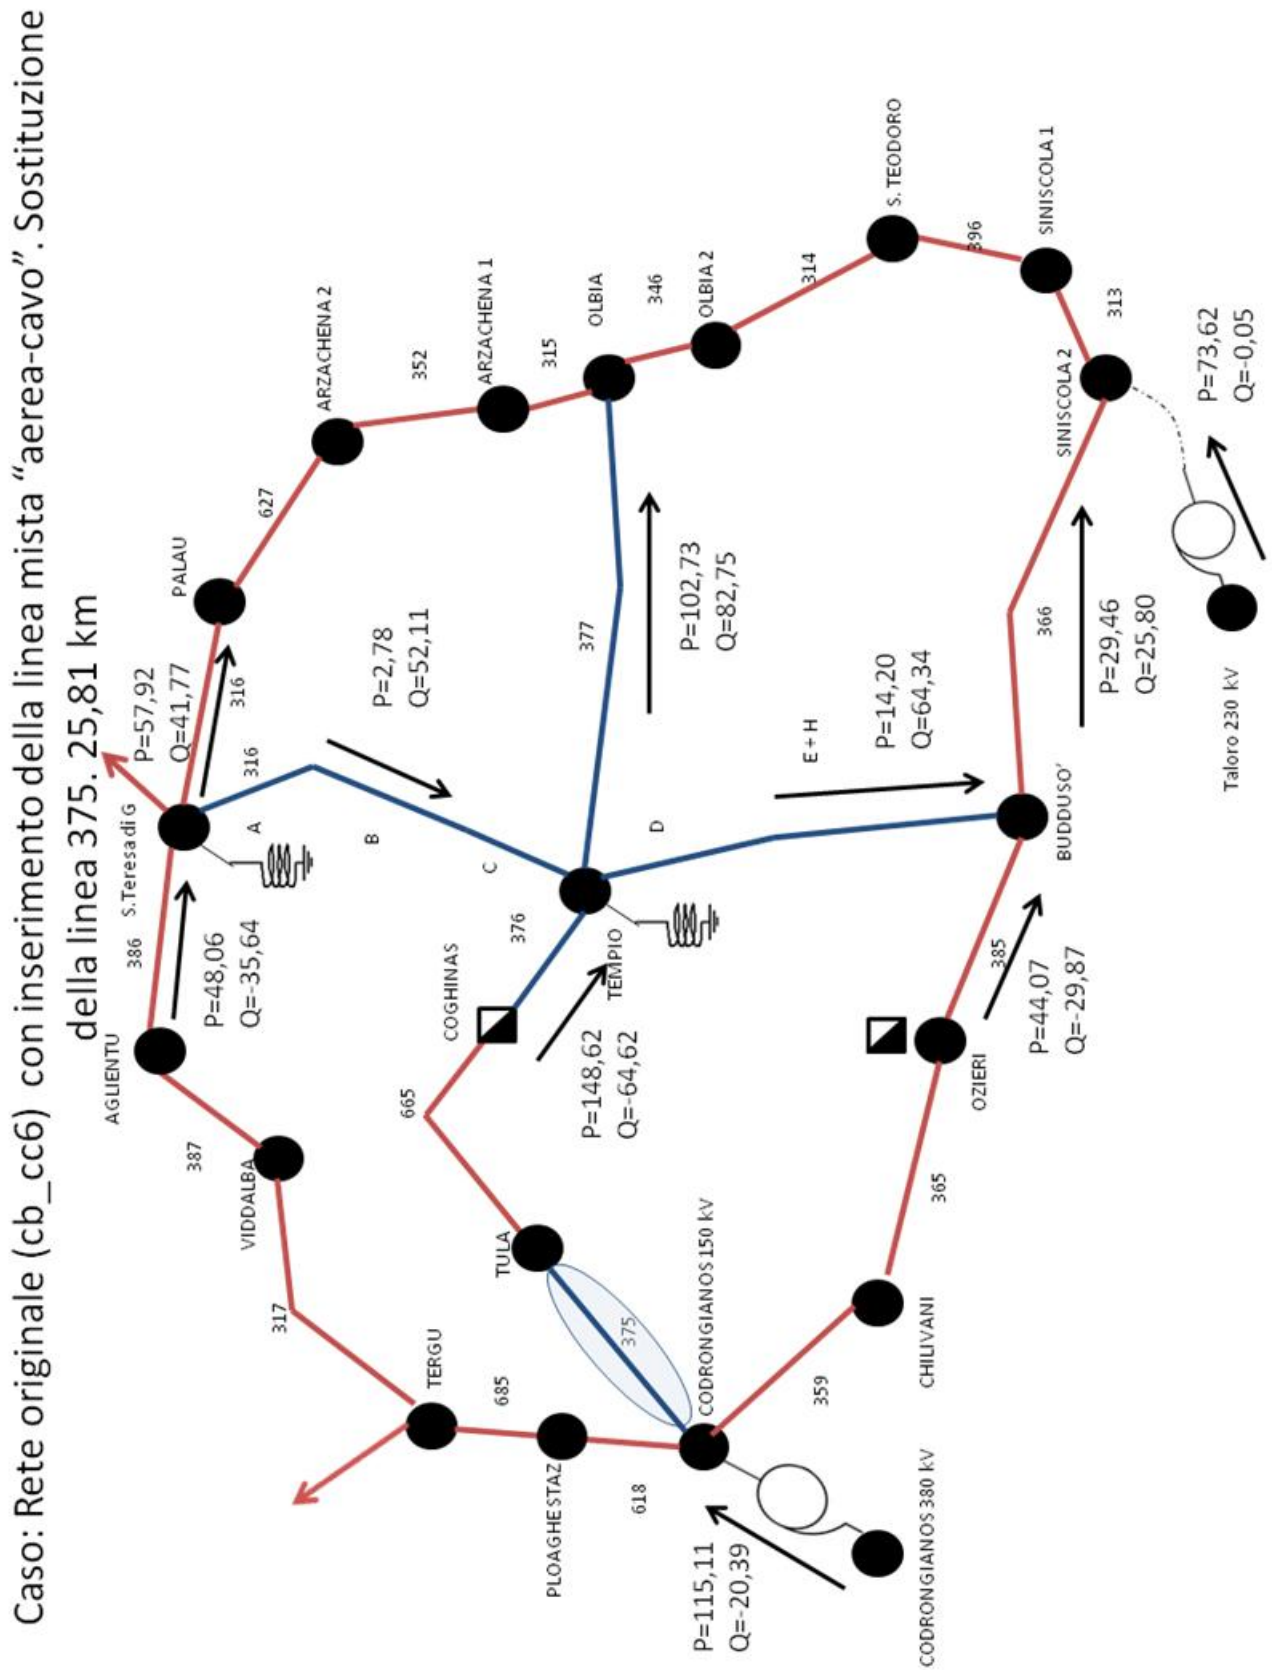 Caso: Rete originale (cb_cc6) con inserimento della linea mista “aerea-cavo”. Sostituzione
della linea 375. 25,81 km
AGLIENTU
386
S.Teresa di G
P=48,06
Q=-35,64
P=57,92
Q=41,77
316
PALAU
627
ARZACHENA 2
352
ARZACHENA 1
315
OLBIA
346
OLBIA 2
314
S. TEODORO
396
SINISCOLA 1
313
SINISCOLA 2
387
VIDDALBA
317
TERGU
685
PLOAGHE STAZ
618
316
A
B
C
P=2,78
Q=52,11
377
P=102,73
Q=82,75
COGHINAS
376
TEMPIO
665
P=148,62
Q=-64,62
TULA
375
D
E + H
P=14,20
Q=64,34
CODRONGIANOS 150 kV
359
CHILIVANI
365
OZIERI
385
P=44,07
Q=-29,87
BUDDUSO’
366
P=29,46
Q=25,80
P=73,62
Q=-0,05
Taloro 230 kV
P=115,11
Q=-20,39
CODRONGIANOS 380 kV